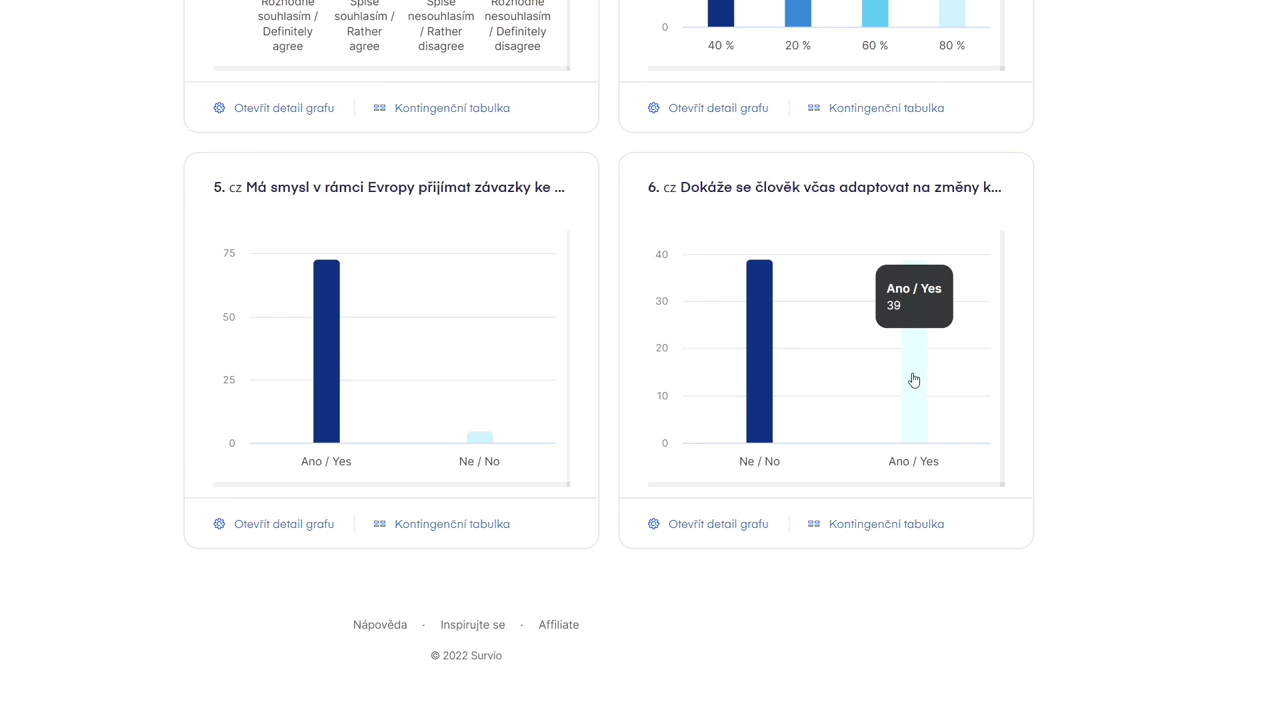 Rozhodně souhlasím / Definitely agree
Spíše souhlasím / Rather agree
Spíše nesouhlasím / Rather disagree
Rozhodně nesouhlasím / Definitely disagree
Otevřít detail grafu
Kontingenční tabulka
0
40 %
20 %
60 %
80 %
Otevřít detail grafu
Kontingenční tabulka
5. cz Má smysl v rámci Evropy přijímat závazky ke ...
75
50
25
0
Ano / Yes
Ne / No
Otevřít detail grafu
Kontingenční tabulka
6. cz Dokáže se člověk včas adaptovat na změny k...
40
30
20
10
0
Ano / Yes
39
Ne / No
Ano / Yes
Otevřít detail grafu
Kontingenční tabulka
Nápověda · Inspirujte se · Affiliate
© 2022 Survio